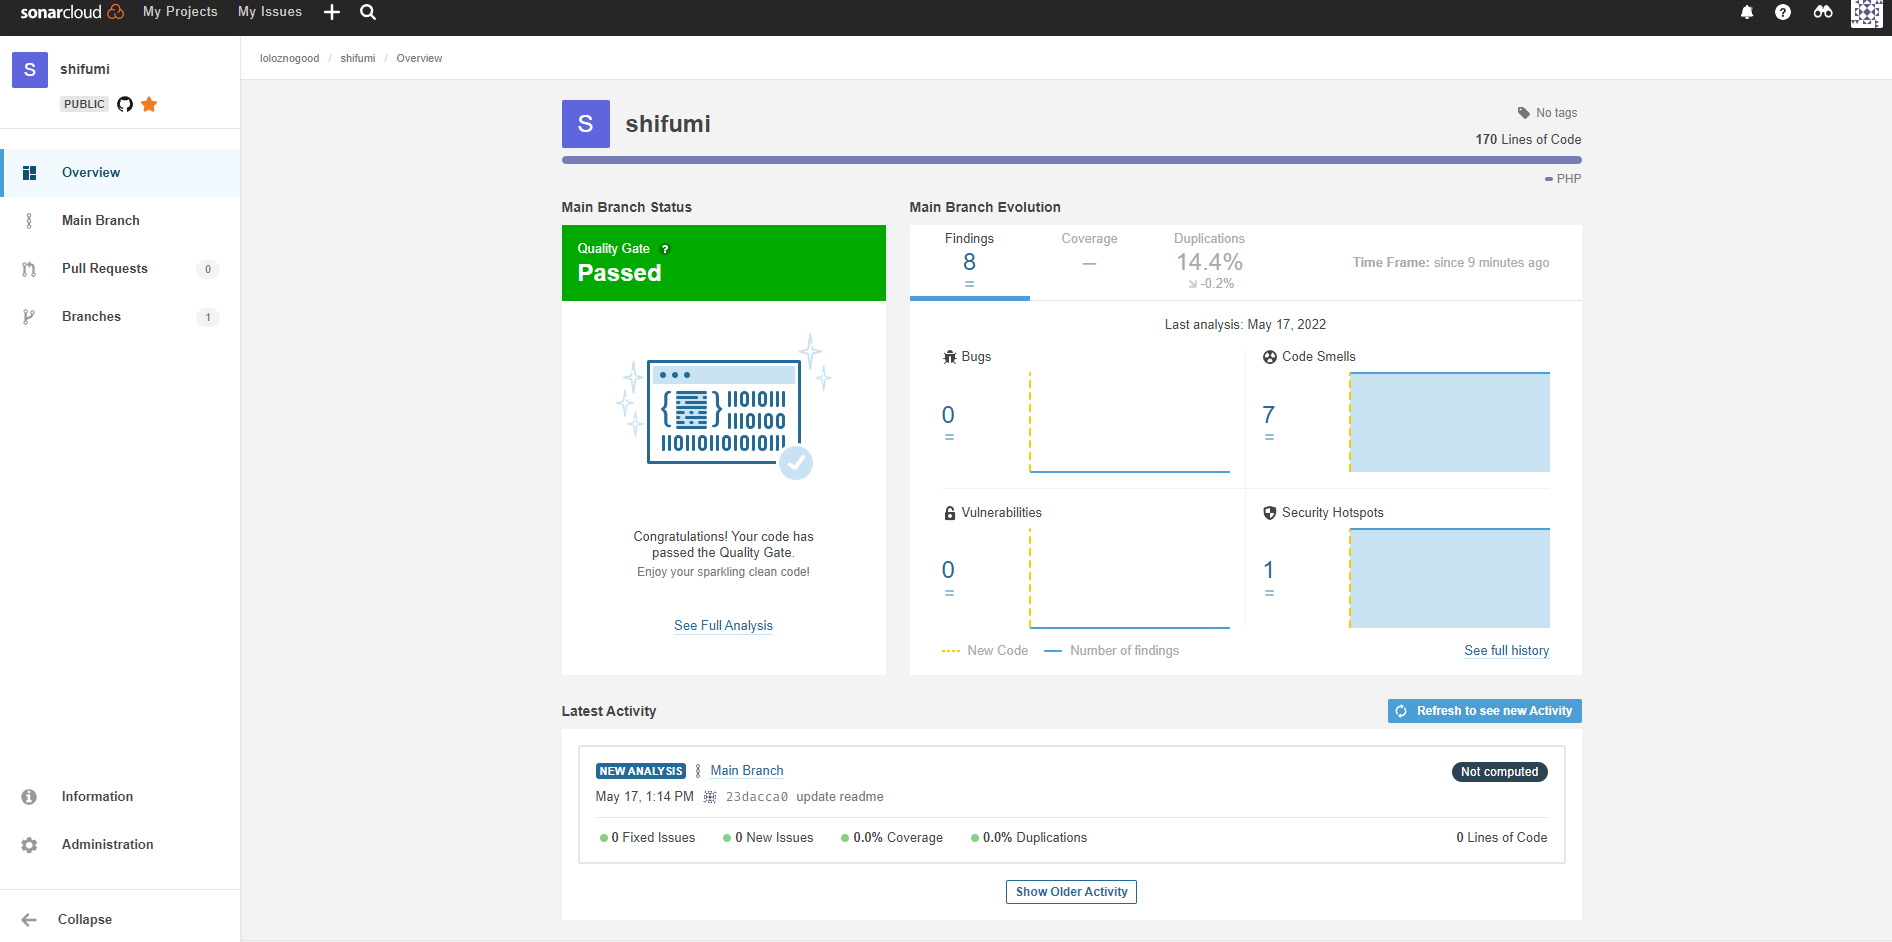 sonarcloud My Projects My Issues
S shifumi
PUBLIC
Overview
Main Branch
Pull Requests 0
Branches 1
Information
Administration
Collapse
loloznogood / shifumi / Overview
S shifumi
No tags
170 Lines of Code
PHP
Main Branch Status
Quality Gate ?
Passed
{ } 11010111
1110100
11011011010111
Congratulations! Your code has
passed the Quality Gate.
Enjoy your sparkling clean code!
See Full Analysis
Main Branch Evolution
Findings Coverage Duplications
8 — 14.4%
= -0.2%
Time Frame: since 9 minutes ago
Last analysis: May 17, 2022
Bugs
0
=
Code Smells
7
=
Vulnerabilities
0
=
Security Hotspots
1
=
New Code Number of findings
See full history
Latest Activity
Refresh to see new Activity
NEW ANALYSIS Main Branch
Not computed
May 17, 1:14 PM 23dacca0 update readme
0 Fixed Issues 0 New Issues 0.0% Coverage 0.0% Duplications 0 Lines of Code
Show Older Activity